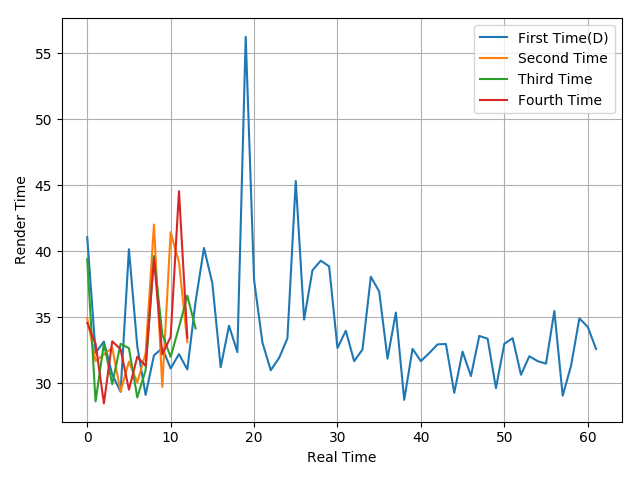 First Time(D)
Second Time
Third Time
Fourth Time
55
50
45
40
35
30
Render Time
0 10 20 30 40 50 60
Real Time